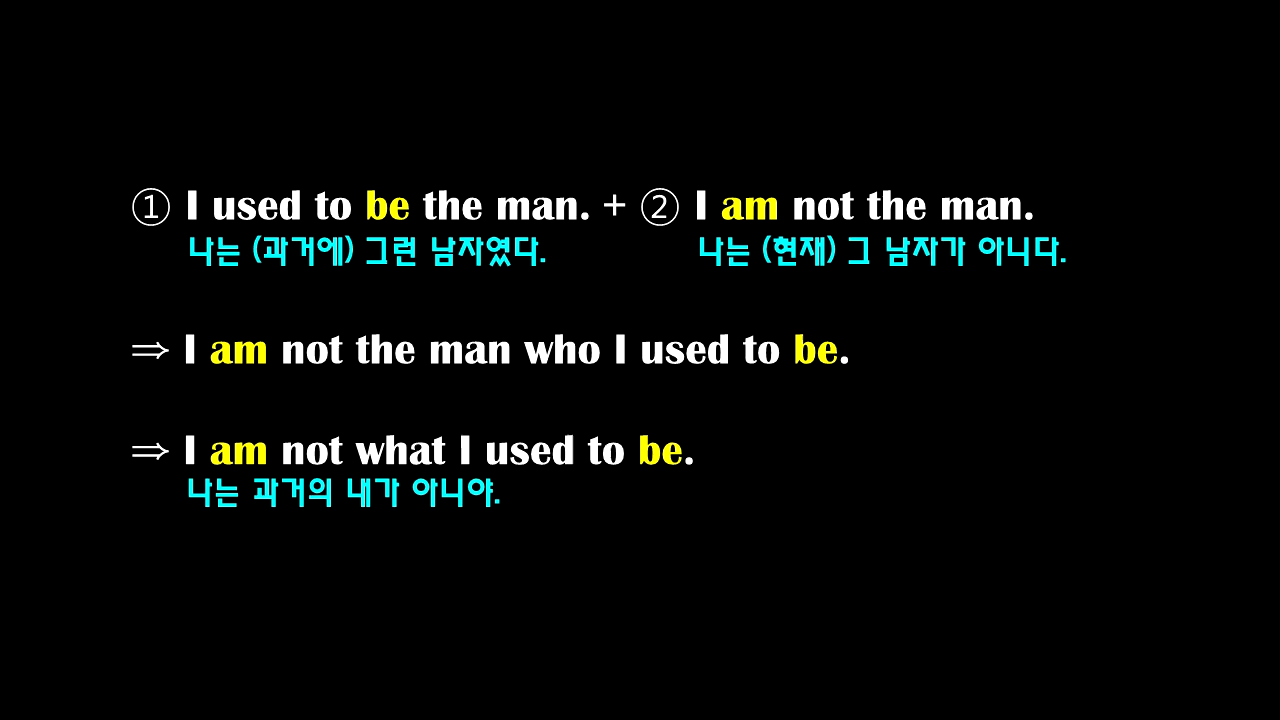 ① I used to be the man. + ② I am not the man.
나는 (과거에) 그런 남자였다. 나는 (현재) 그 남자가 아니다.
⇒ I am not the man who I used to be.
⇒ I am not what I used to be.
나는 과거의 내가 아니야.